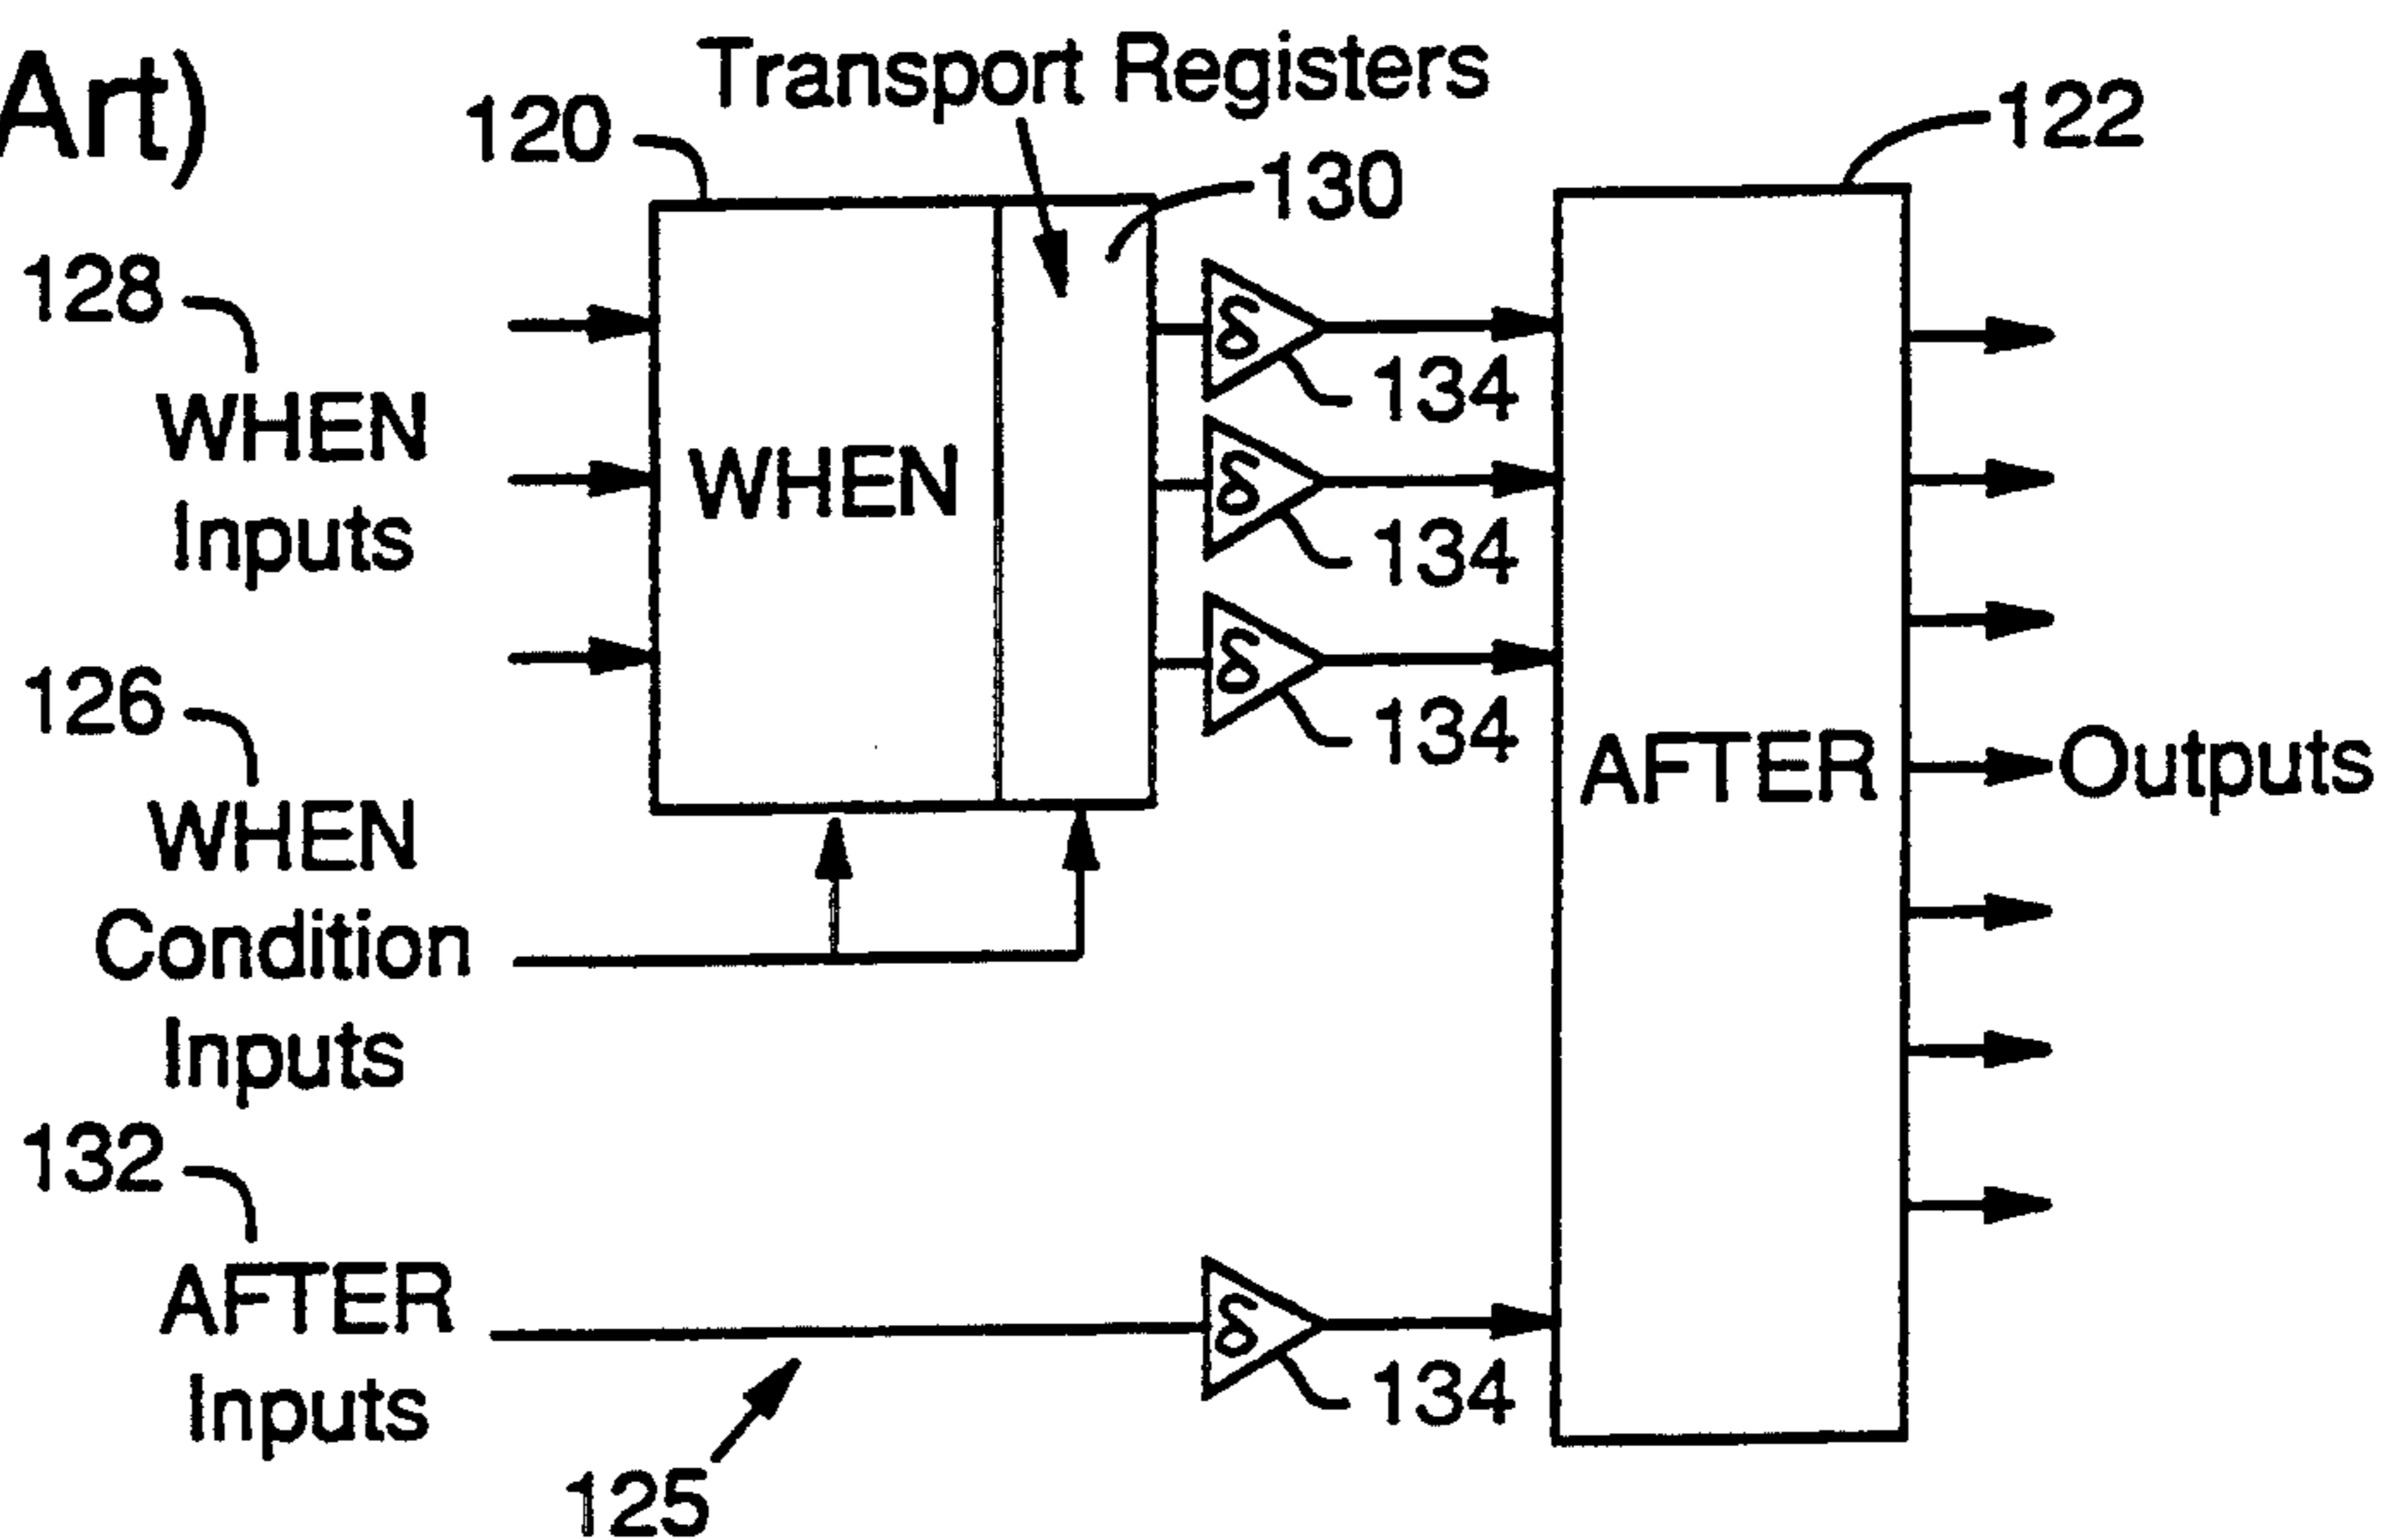 Art)
Transport Registers
120
122
130
128
WHEN
Inputs
WHEN
δ
134
δ
134
δ
134
126
WHEN
Condition
Inputs
AFTER
Outputs
132
AFTER
Inputs
δ
134
125